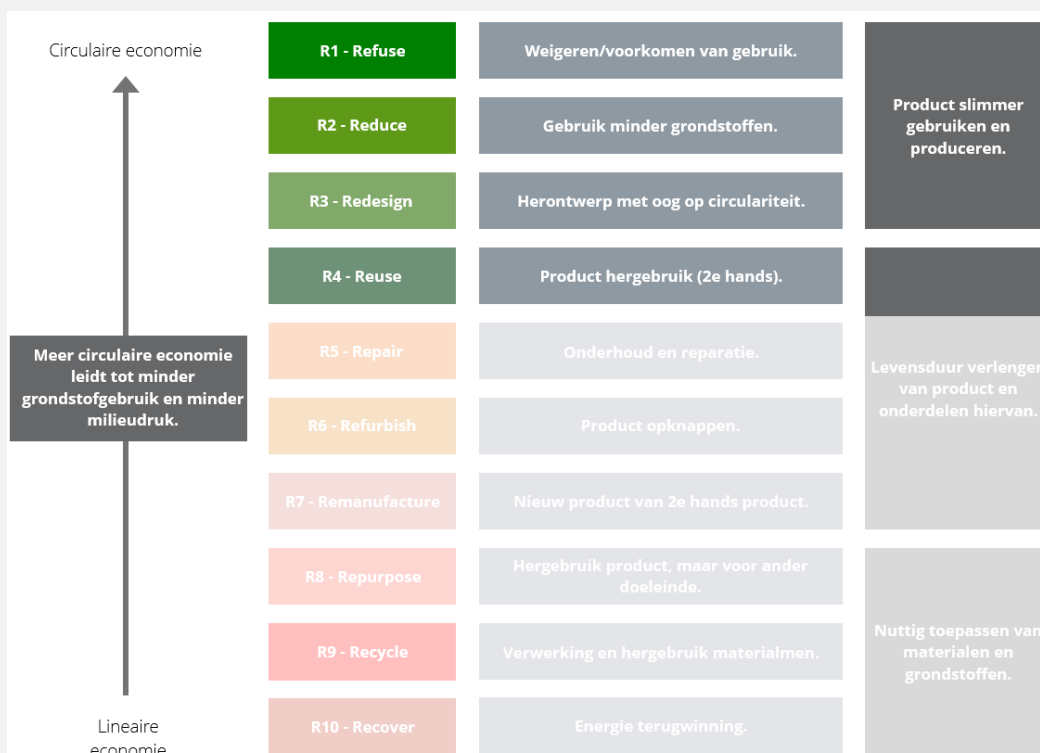 Circulaire economie
R1 - Refuse
Weigeren/voorkomen van gebruik.
Product slimmer
gebruiken en
produceren.
R2 - Reduce
Gebruik minder grondstoffen.
R3 - Redesign
Herontwerp met oog op circulariteit.
R4 - Reuse
Product hergebruik (2e hands).
Meer circulaire economie
leidt tot minder
grondstofgebruik en minder
milieudruk.
R5 - Repair
Onderhoud en reparatie.
Levensduur verlengen
van product en
onderdelen hiervan.
R6 - Refurbish
Product opknappen.
R7 - Remanufacture
Nieuw product van 2e hands product.
R8 - Repurpose
Hergebruik product, maar voor ander
doeleinde.
R9 - Recycle
Verwerking en hergebruik materialmen.
Nuttig toepassen van
materialen en
grondstoffen.
R10 - Recover
Energie terugwinning.
Lineaire
economie